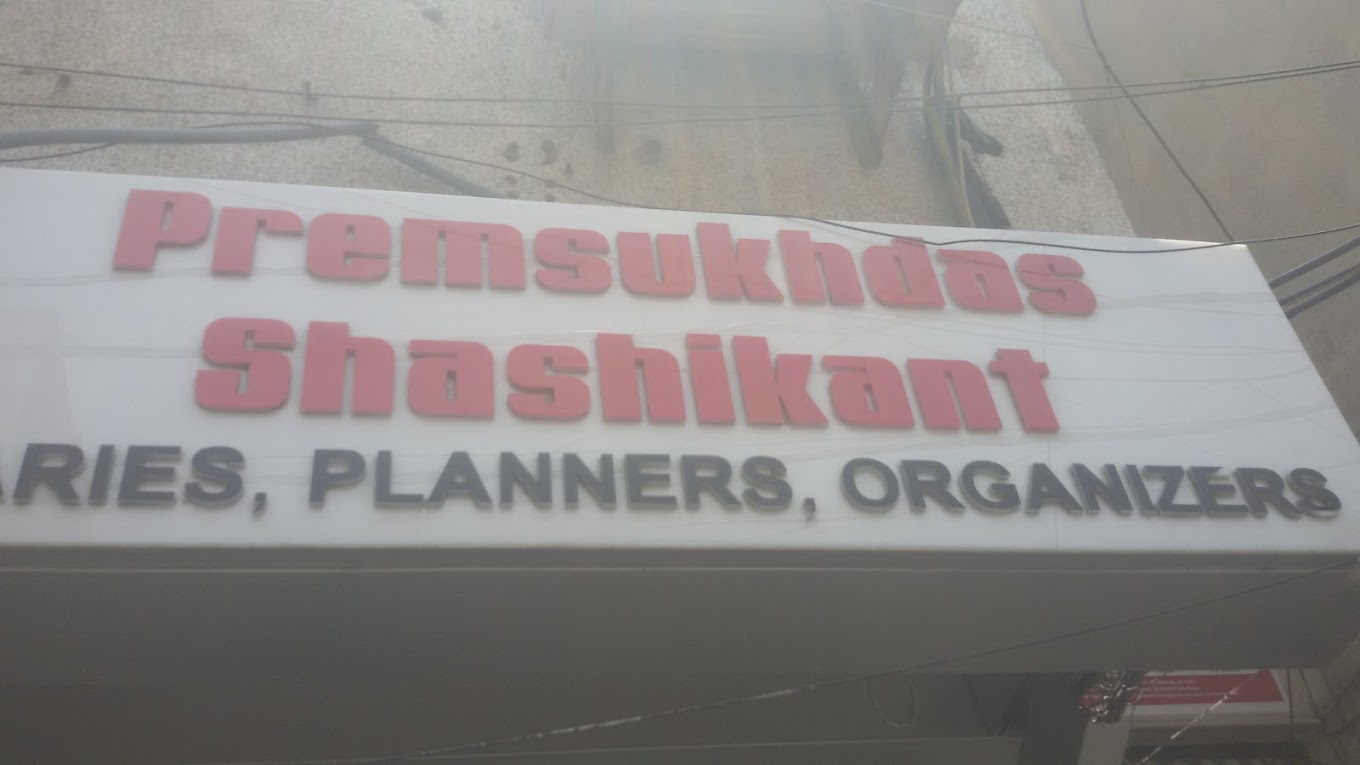 Premsukhdas
Shashikant
ARIES, PLANNERS, ORGANIZERS